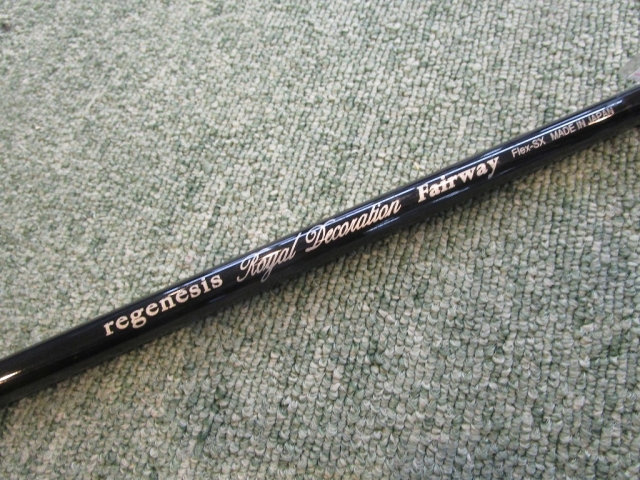 regenesis Royal Decoration Fairway Flex-SX MADE IN JAPAN